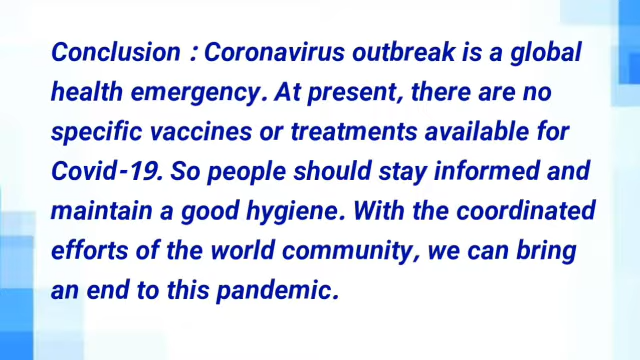 Conclusion : Coronavirus outbreak is a global
health emergency. At present, there are no
specific vaccines or treatments available for
Covid-19. So people should stay informed and
maintain a good hygiene. With the coordinated
efforts of the world community, we can bring
an end to this pandemic.